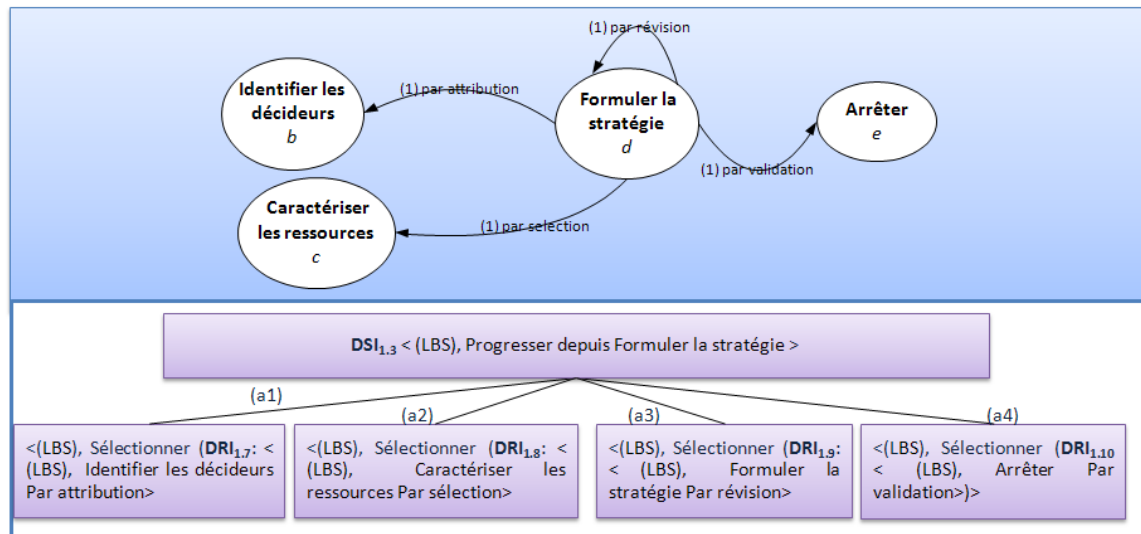 (1) par révision
Identifier les
décideurs
b
(1) par attribution
Formuler la
stratégie
d
Arrêter
e
(1) par validation
Caractériser
les ressources
c
(1) par selection
DSI1.3 < (LBS), Progresser depuis Formuler la stratégie >
(a1)
(a2)
(a3)
(a4)
<(LBS), Sélectionner (DRI1.7: <
(LBS), Identifier les décideurs
Par attribution>
<(LBS), Sélectionner (DRI1.8: <
(LBS), Caractériser les
ressources Par sélection>
<(LBS), Sélectionner (DRI1.9:
< (LBS), Formuler la
stratégie Par révision>
<(LBS), Sélectionner (DRI1.10
< (LBS), Arrêter Par
validation>)>